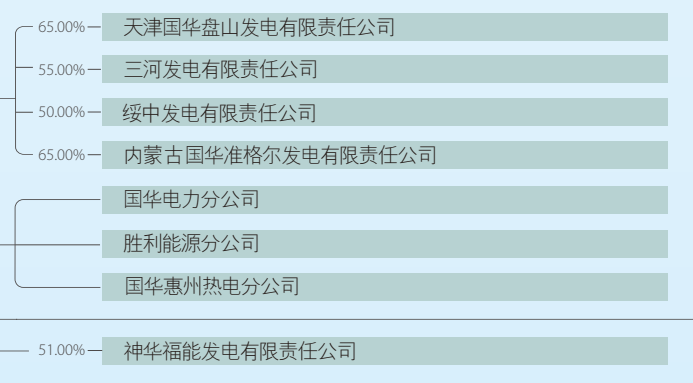 65.00% 天津国华盘山发电有限责任公司
55.00% 三河发电有限责任公司
50.00% 绥中发电有限责任公司
65.00% 内蒙古国华准格尔发电有限责任公司
国华电力分公司
胜利能源分公司
国华惠州热电分公司
51.00% 神华福能发电有限责任公司